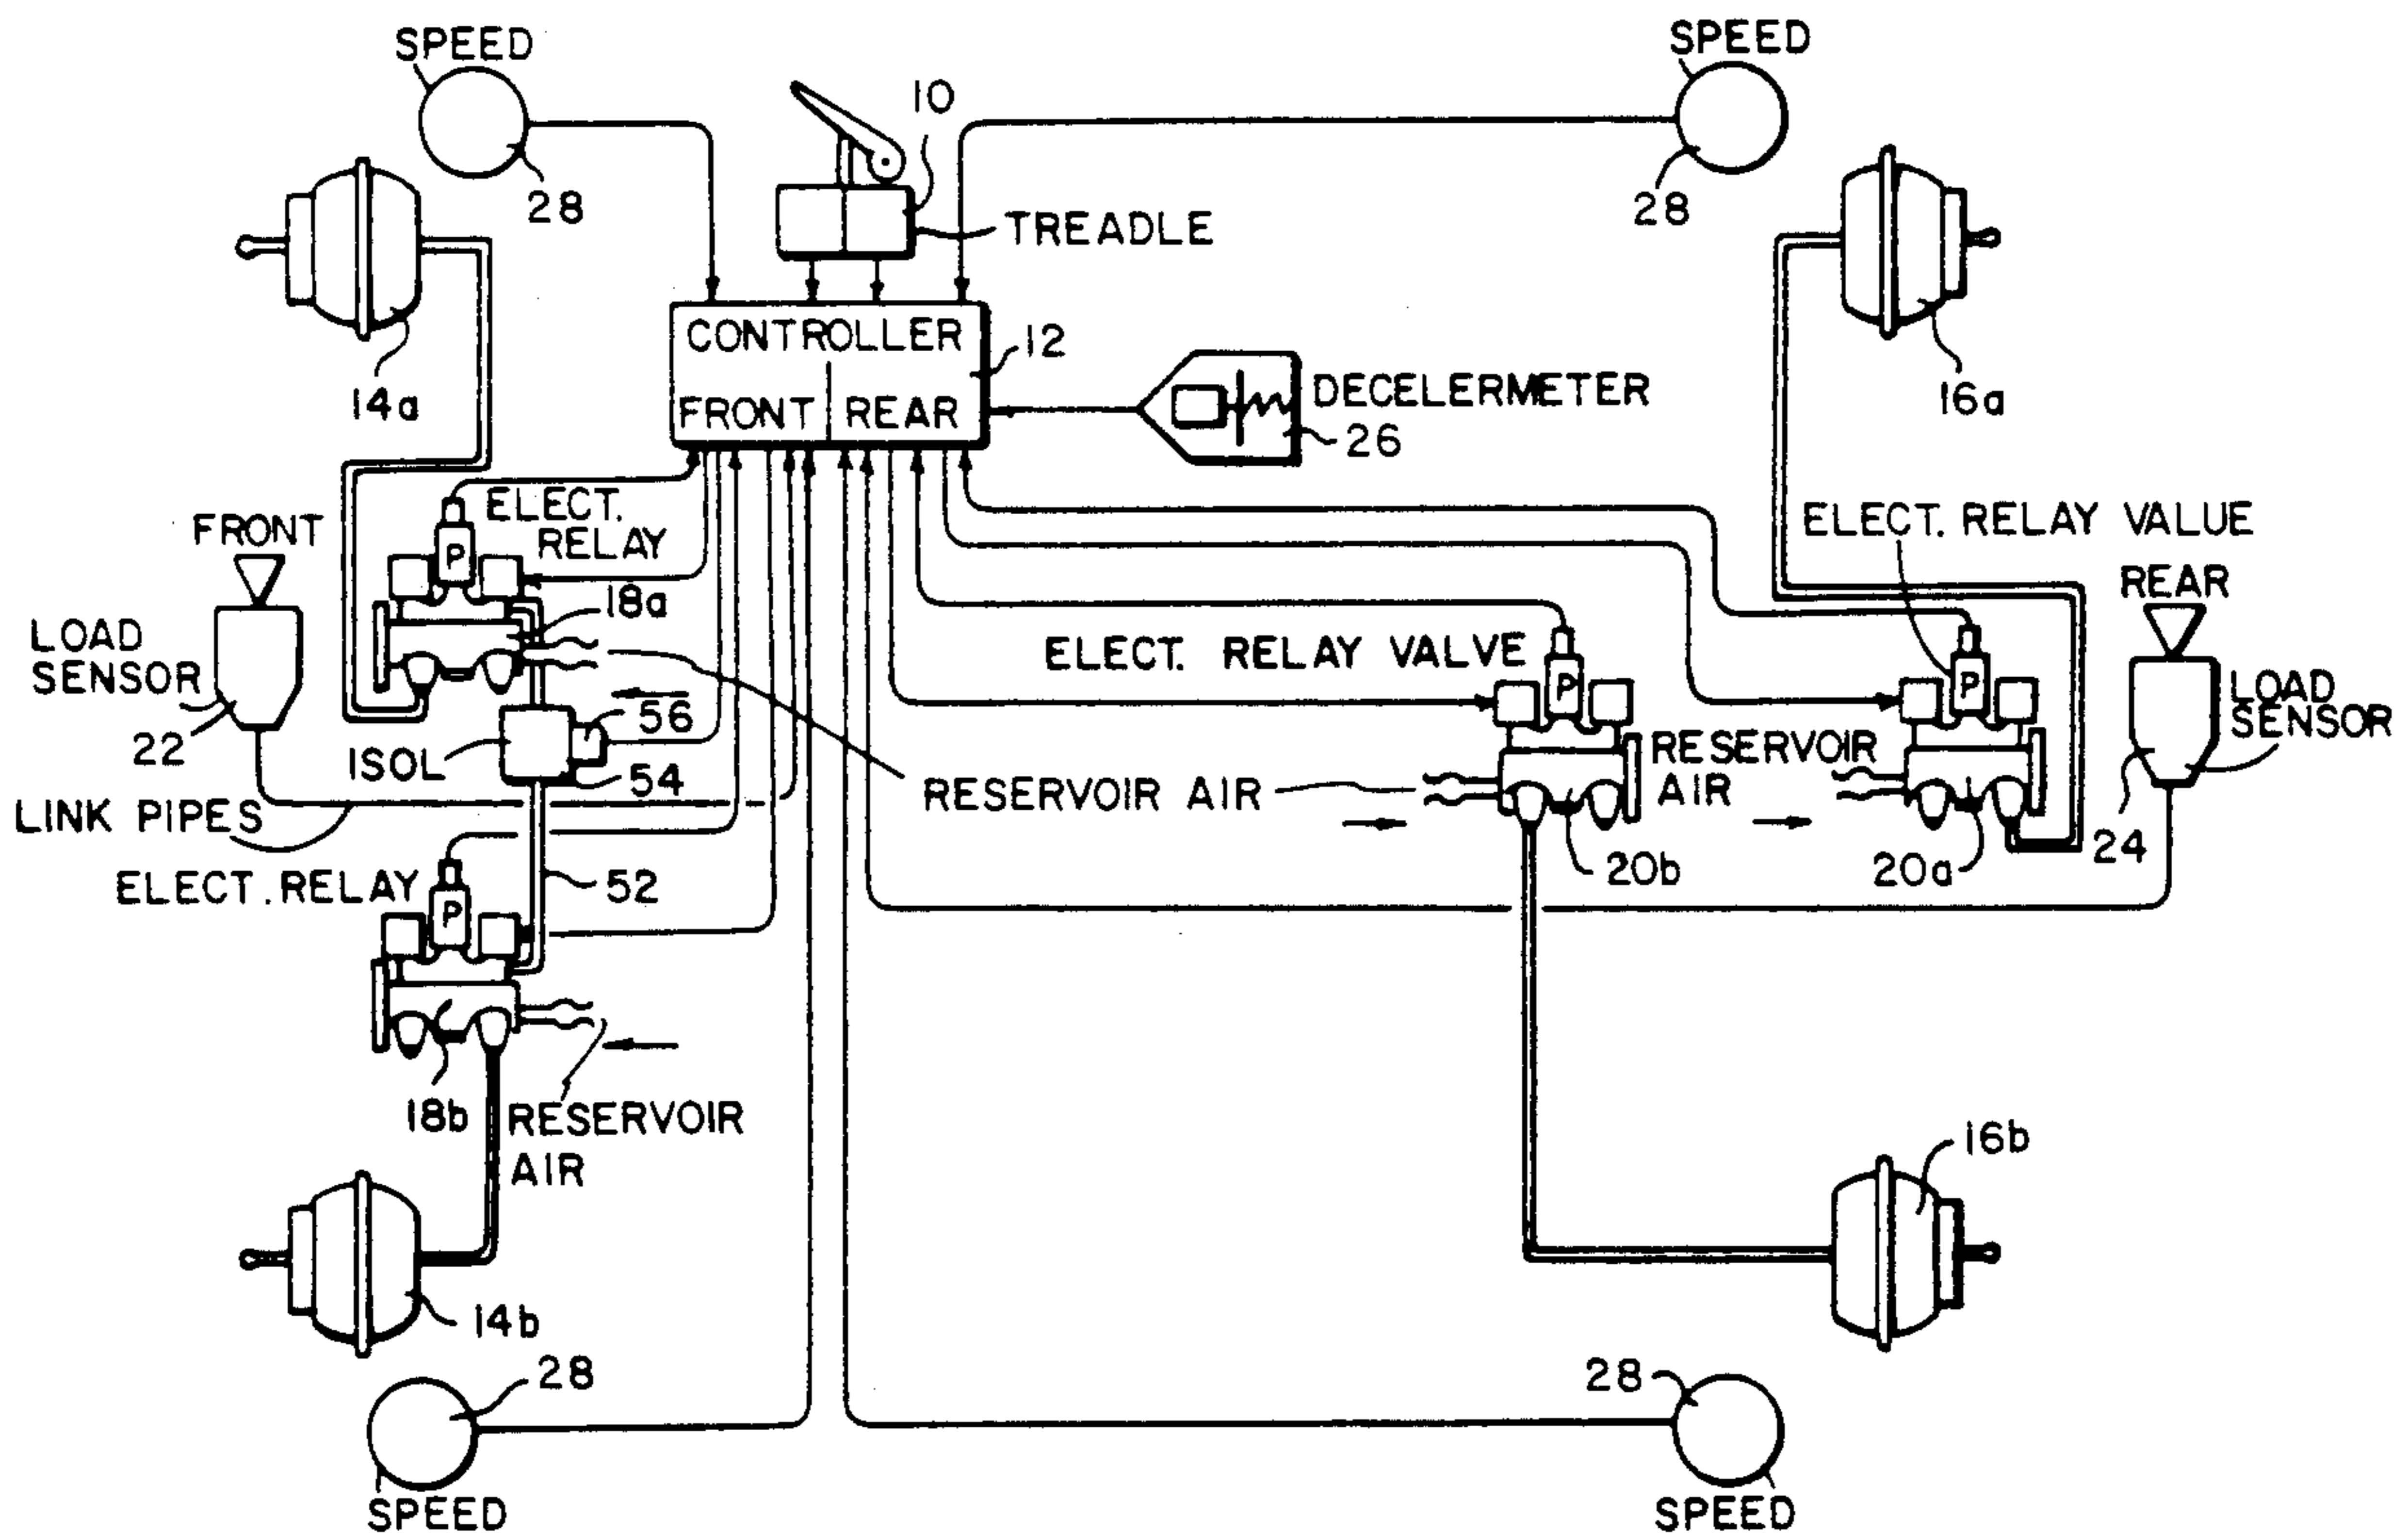 SPEED
SPEED
10
28
28
TREADLE
CONTROLLER
12
FRONT
REAR
14a
DECELERMETER
26
16a
ELECT.
RELAY
FRONT
P
ELECT. RELAY VALUE
REAR
18a
LOAD
SENSOR
ELECT. RELAY VALVE
P
P
LOAD
SENSOR
22
ISOL
56
54
RESERVOIR AIR
RESERVOIR
AIR
LINK PIPES
24
20b
20a
ELECT. RELAY
52
P
18b
RESERVOIR
AIR
16b
14b
28
28
SPEED
SPEED